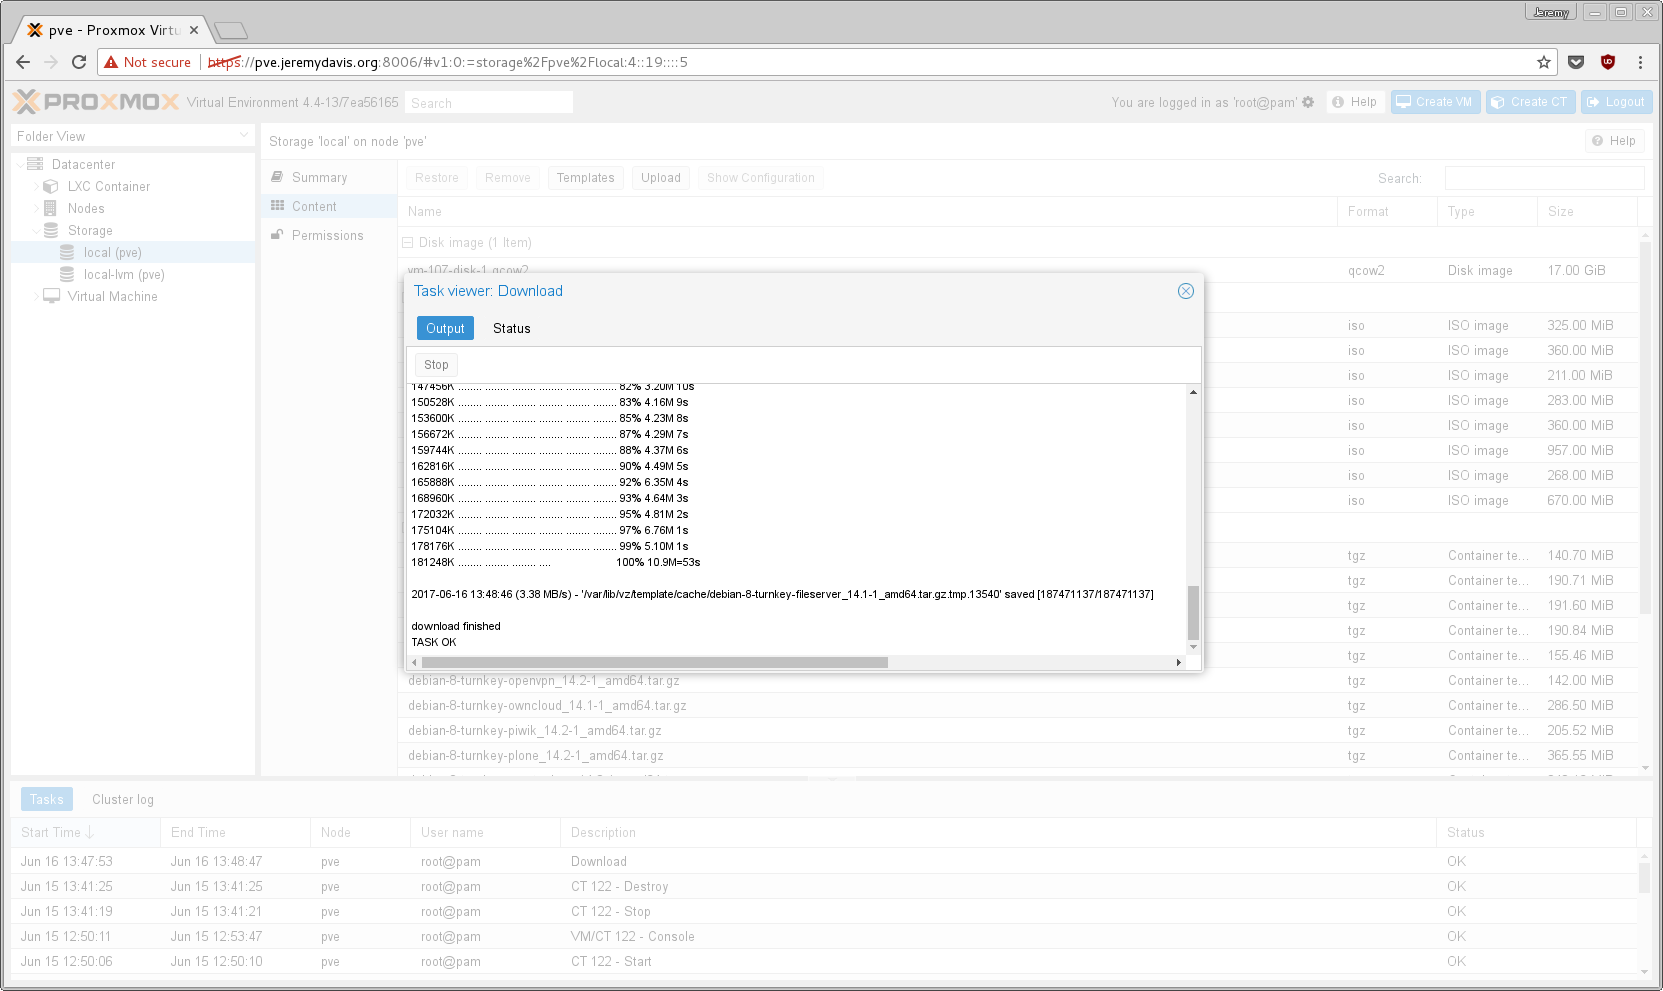 Jeremy
pve - Proxmox Virtu
Not secure https://pve.jeremydavis.org:8006/#v1:0:=storage%2Fpve%2Flocal:4::19::::5
PROXMOX Virtual Environment 4.4-13/7ea56165 Search You are logged in as 'root@pam' Help Create VM Create CT Logout
Folder View
Storage 'local' on node 'pve' Help
Datacenter
LXC Container
Nodes
Storage
local (pve)
local-lvm (pve)
Virtual Machine
Summary
Content
Permissions
Restore Remove Templates Upload Show Configuration Search:
Name Format Type Size
Disk image (1 Item)
vm-107-disk-1.qcow2 qcow2 Disk image 17.00 GiB
iso ISO image 325.00 MiB
iso ISO image 360.00 MiB
iso ISO image 211.00 MiB
iso ISO image 283.00 MiB
iso ISO image 360.00 MiB
iso ISO image 957.00 MiB
iso ISO image 268.00 MiB
iso ISO image 670.00 MiB
tgz Container te... 140.70 MiB
tgz Container te... 190.71 MiB
tgz Container te... 191.60 MiB
tgz Container te... 190.84 MiB
tgz Container te... 155.46 MiB
debian-8-turnkey-openvpn_14.2-1_amd64.tar.gz tgz Container te... 142.00 MiB
debian-8-turnkey-owncloud_14.1-1_amd64.tar.gz tgz Container te... 286.50 MiB
debian-8-turnkey-piwik_14.2-1_amd64.tar.gz tgz Container te... 205.52 MiB
debian-8-turnkey-plone_14.2-1_amd64.tar.gz tgz Container te... 365.55 MiB
Task viewer: Download
Output Status
Stop
147456K ........ ........ ........ ........ ........ ........ 82% 3.20M 10s
150528K ........ ........ ........ ........ ........ ........ 83% 4.16M 9s
153600K ........ ........ ........ ........ ........ ........ 85% 4.23M 8s
156672K ........ ........ ........ ........ ........ ........ 87% 4.29M 7s
159744K ........ ........ ........ ........ ........ ........ 88% 4.37M 6s
162816K ........ ........ ........ ........ ........ ........ 90% 4.49M 5s
165888K ........ ........ ........ ........ ........ ........ 92% 6.35M 4s
168960K ........ ........ ........ ........ ........ ........ 93% 4.64M 3s
172032K ........ ........ ........ ........ ........ ........ 95% 4.81M 2s
175104K ........ ........ ........ ........ ........ ........ 97% 6.76M 1s
178176K ........ ........ ........ ........ ........ ........ 99% 5.10M 1s
181248K ........ ........ ........ .... 100% 10.9M=53s
2017-06-16 13:48:46 (3.38 MB/s) - '/var/lib/vz/template/cache/debian-8-turnkey-fileserver_14.1-1_amd64.tar.gz.tmp.13540' saved [187471137/187471137]
download finished
TASK OK
Tasks Cluster log
Start Time End Time Node User name Description Status
Jun 16 13:47:53 Jun 16 13:48:47 pve root@pam Download OK
Jun 15 13:41:25 Jun 15 13:41:25 pve root@pam CT 122 - Destroy OK
Jun 15 13:41:19 Jun 15 13:41:21 pve root@pam CT 122 - Stop OK
Jun 15 12:50:11 Jun 15 12:53:47 pve root@pam VM/CT 122 - Console OK
Jun 15 12:50:06 Jun 15 12:50:10 pve root@pam CT 122 - Start OK